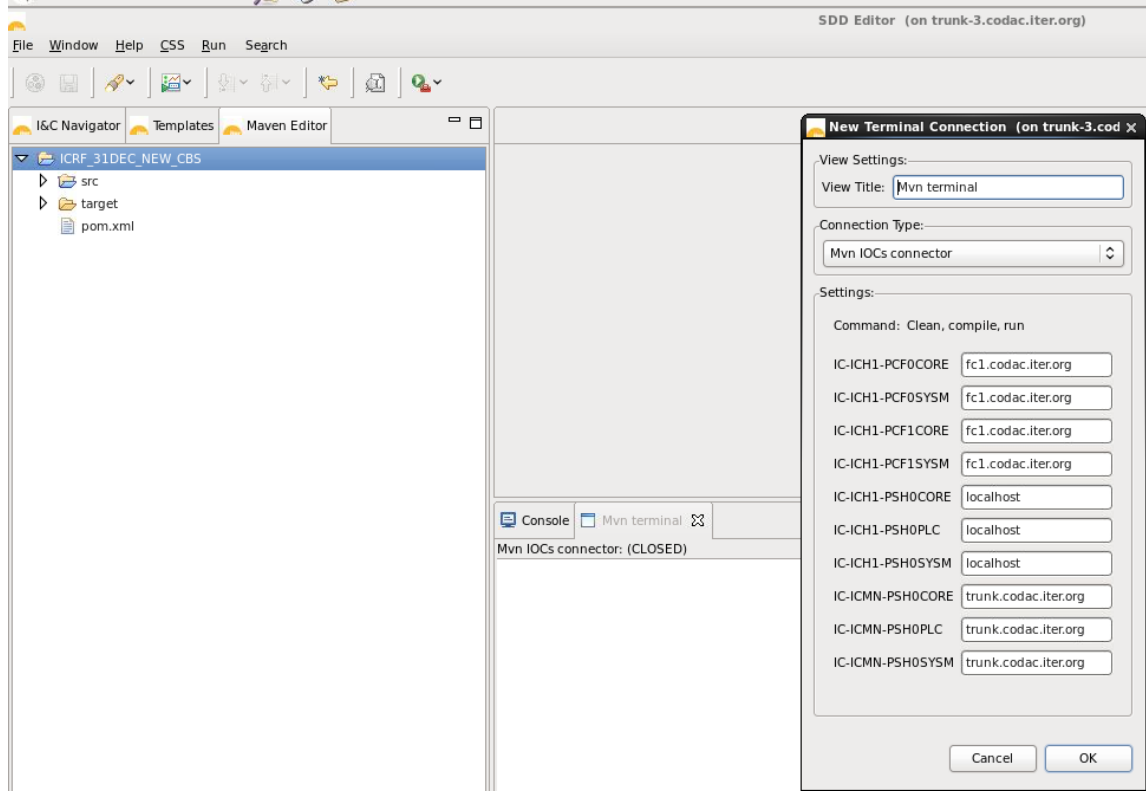 SDD Editor (on trunk-3.codac.iter.org)
File Window Help CSS Run Search
I&C Navigator Templates Maven Editor
ICRF_31DEC_NEW_CBS
src
target
pom.xml
Console Mvn terminal
Mvn IOCs connector: (CLOSED)
New Terminal Connection (on trunk-3.cod
View Settings:
View Title: Mvn terminal
Connection Type:
Mvn IOCs connector
Settings:
Command: Clean, compile, run
IC-ICH1-PCF0CORE fc1.codac.iter.org
IC-ICH1-PCF0SYSM fc1.codac.iter.org
IC-ICH1-PCF1CORE fc1.codac.iter.org
IC-ICH1-PCF1SYSM fc1.codac.iter.org
IC-ICH1-PSH0CORE localhost
IC-ICH1-PSH0PLC localhost
IC-ICH1-PSH0SYSM localhost
IC-ICMN-PSH0CORE trunk.codac.iter.org
IC-ICMN-PSH0PLC trunk.codac.iter.org
IC-ICMN-PSH0SYSM trunk.codac.iter.org
Cancel OK